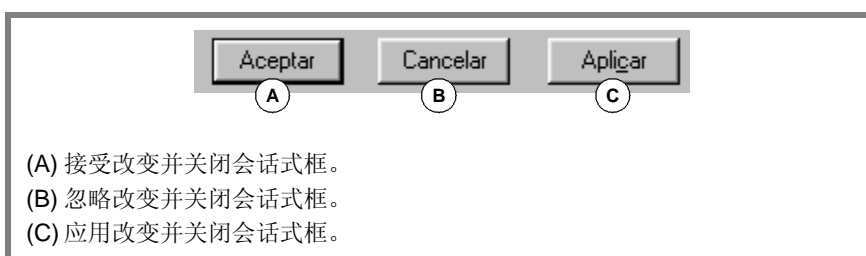 Aceptar Cancelar Aplicar
A B C
(A) 接受改变并关闭会话式框。
(B) 忽略改变并关闭会话式框。
(C) 应用改变并关闭会话式框。